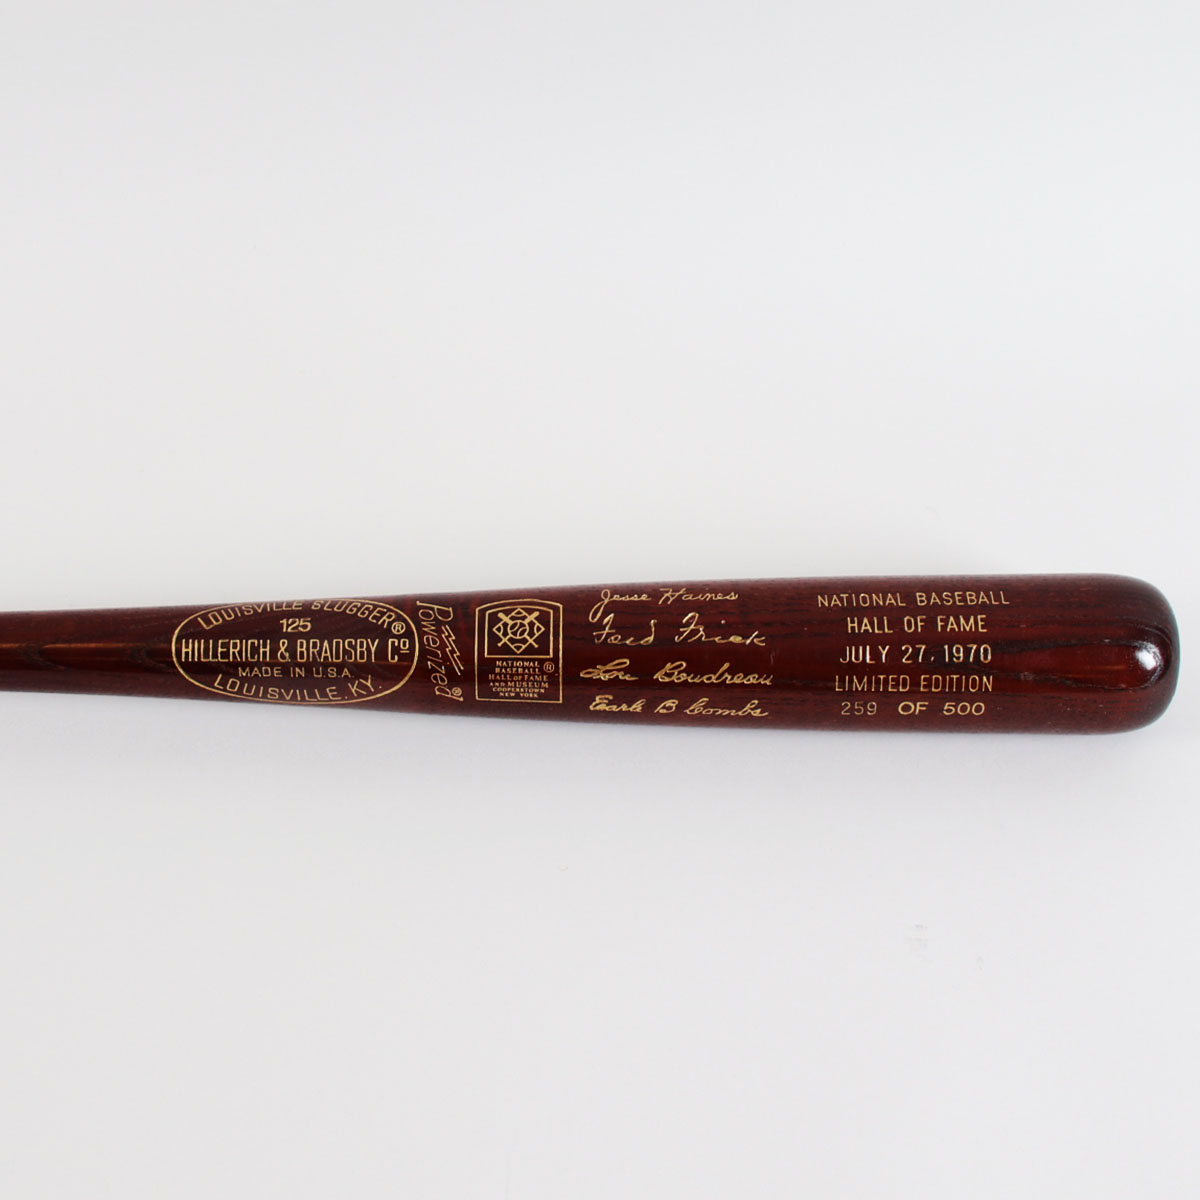 LOUISVILLE SLUGGER®
125
HILLERICH & BRADSBY Cº
MADE IN U.S.A.
LOUISVILLE, KY.
Powerized®
®
NATIONAL
BASEBALL
HALL of FAME
AND MUSEUM
COOPERSTOWN
NEW YORK
Jesse Haines
Ford Frick
Lou Boudreau
Earle B Combs
NATIONAL BASEBALL
HALL OF FAME
JULY 27, 1970
LIMITED EDITION
259 OF 500